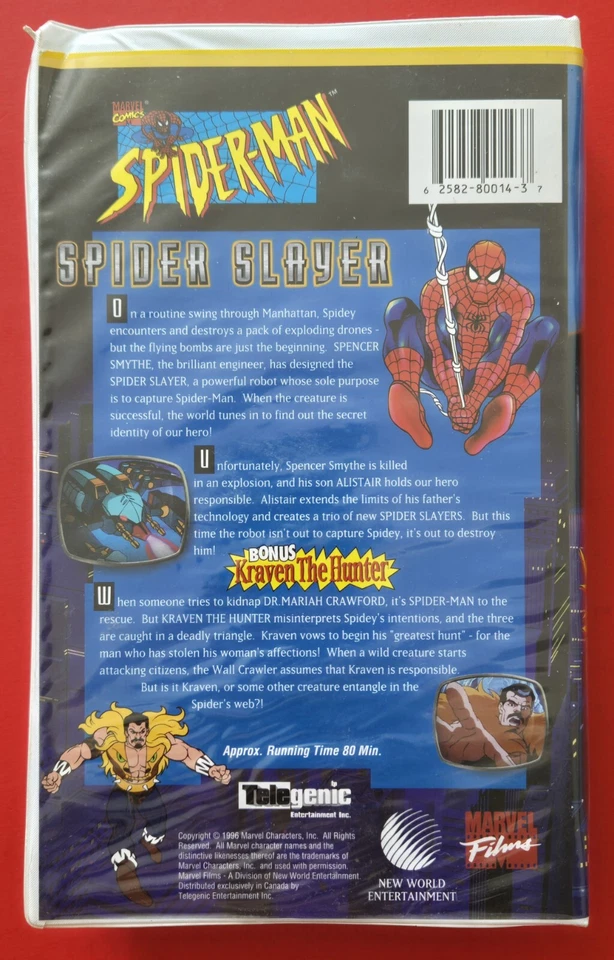 MARVEL
COMICS
SPIDER-MAN™
6 2582-80014-3 7
SPIDER SLAYER
On a routine swing through Manhattan, Spidey
encounters and destroys a pack of exploding drones -
but the flying bombs are just the beginning. SPENCER
SMYTHE, the brilliant engineer, has designed the
SPIDER SLAYER, a powerful robot whose sole purpose
is to capture Spider-Man. When the creature is
successful, the world tunes in to find out the secret
identity of our hero!
Unfortunately, Spencer Smythe is killed
in an explosion, and his son ALISTAIR holds our hero
responsible. Alistair extends the limits of his father's
technology and creates a trio of new SPIDER SLAYERS. But this
time the robot isn't out to capture Spidey, it's out to destroy
him!
BONUS
Kraven The Hunter
When someone tries to kidnap DR.MARIAH CRAWFORD, it's SPIDER-MAN to the
rescue. But KRAVEN THE HUNTER misinterprets Spidey's intentions, and the three
are caught in a deadly triangle. Kraven vows to begin his "greatest hunt" - for the
man who has stolen his woman's affections! When a wild creature starts
attacking citizens, the Wall Crawler assumes that Kraven is responsible.
But is it Kraven, or some other creature entangle in the
Spider's web?!
Approx. Running Time 80 Min.
Telegenic
Entertainment Inc.
Copyright © 1996 Marvel Characters, Inc. All Rights
Reserved. All Marvel character names and the
distinctive likenesses thereof are the trademarks of
Marvel Characters, Inc. and used with permission.
Marvel Films - A Division of New World Entertainment
Distributed exclusively in Canada by
Telegenic Entertainment Inc.
NEW WORLD
ENTERTAINMENT
MARVEL
Films